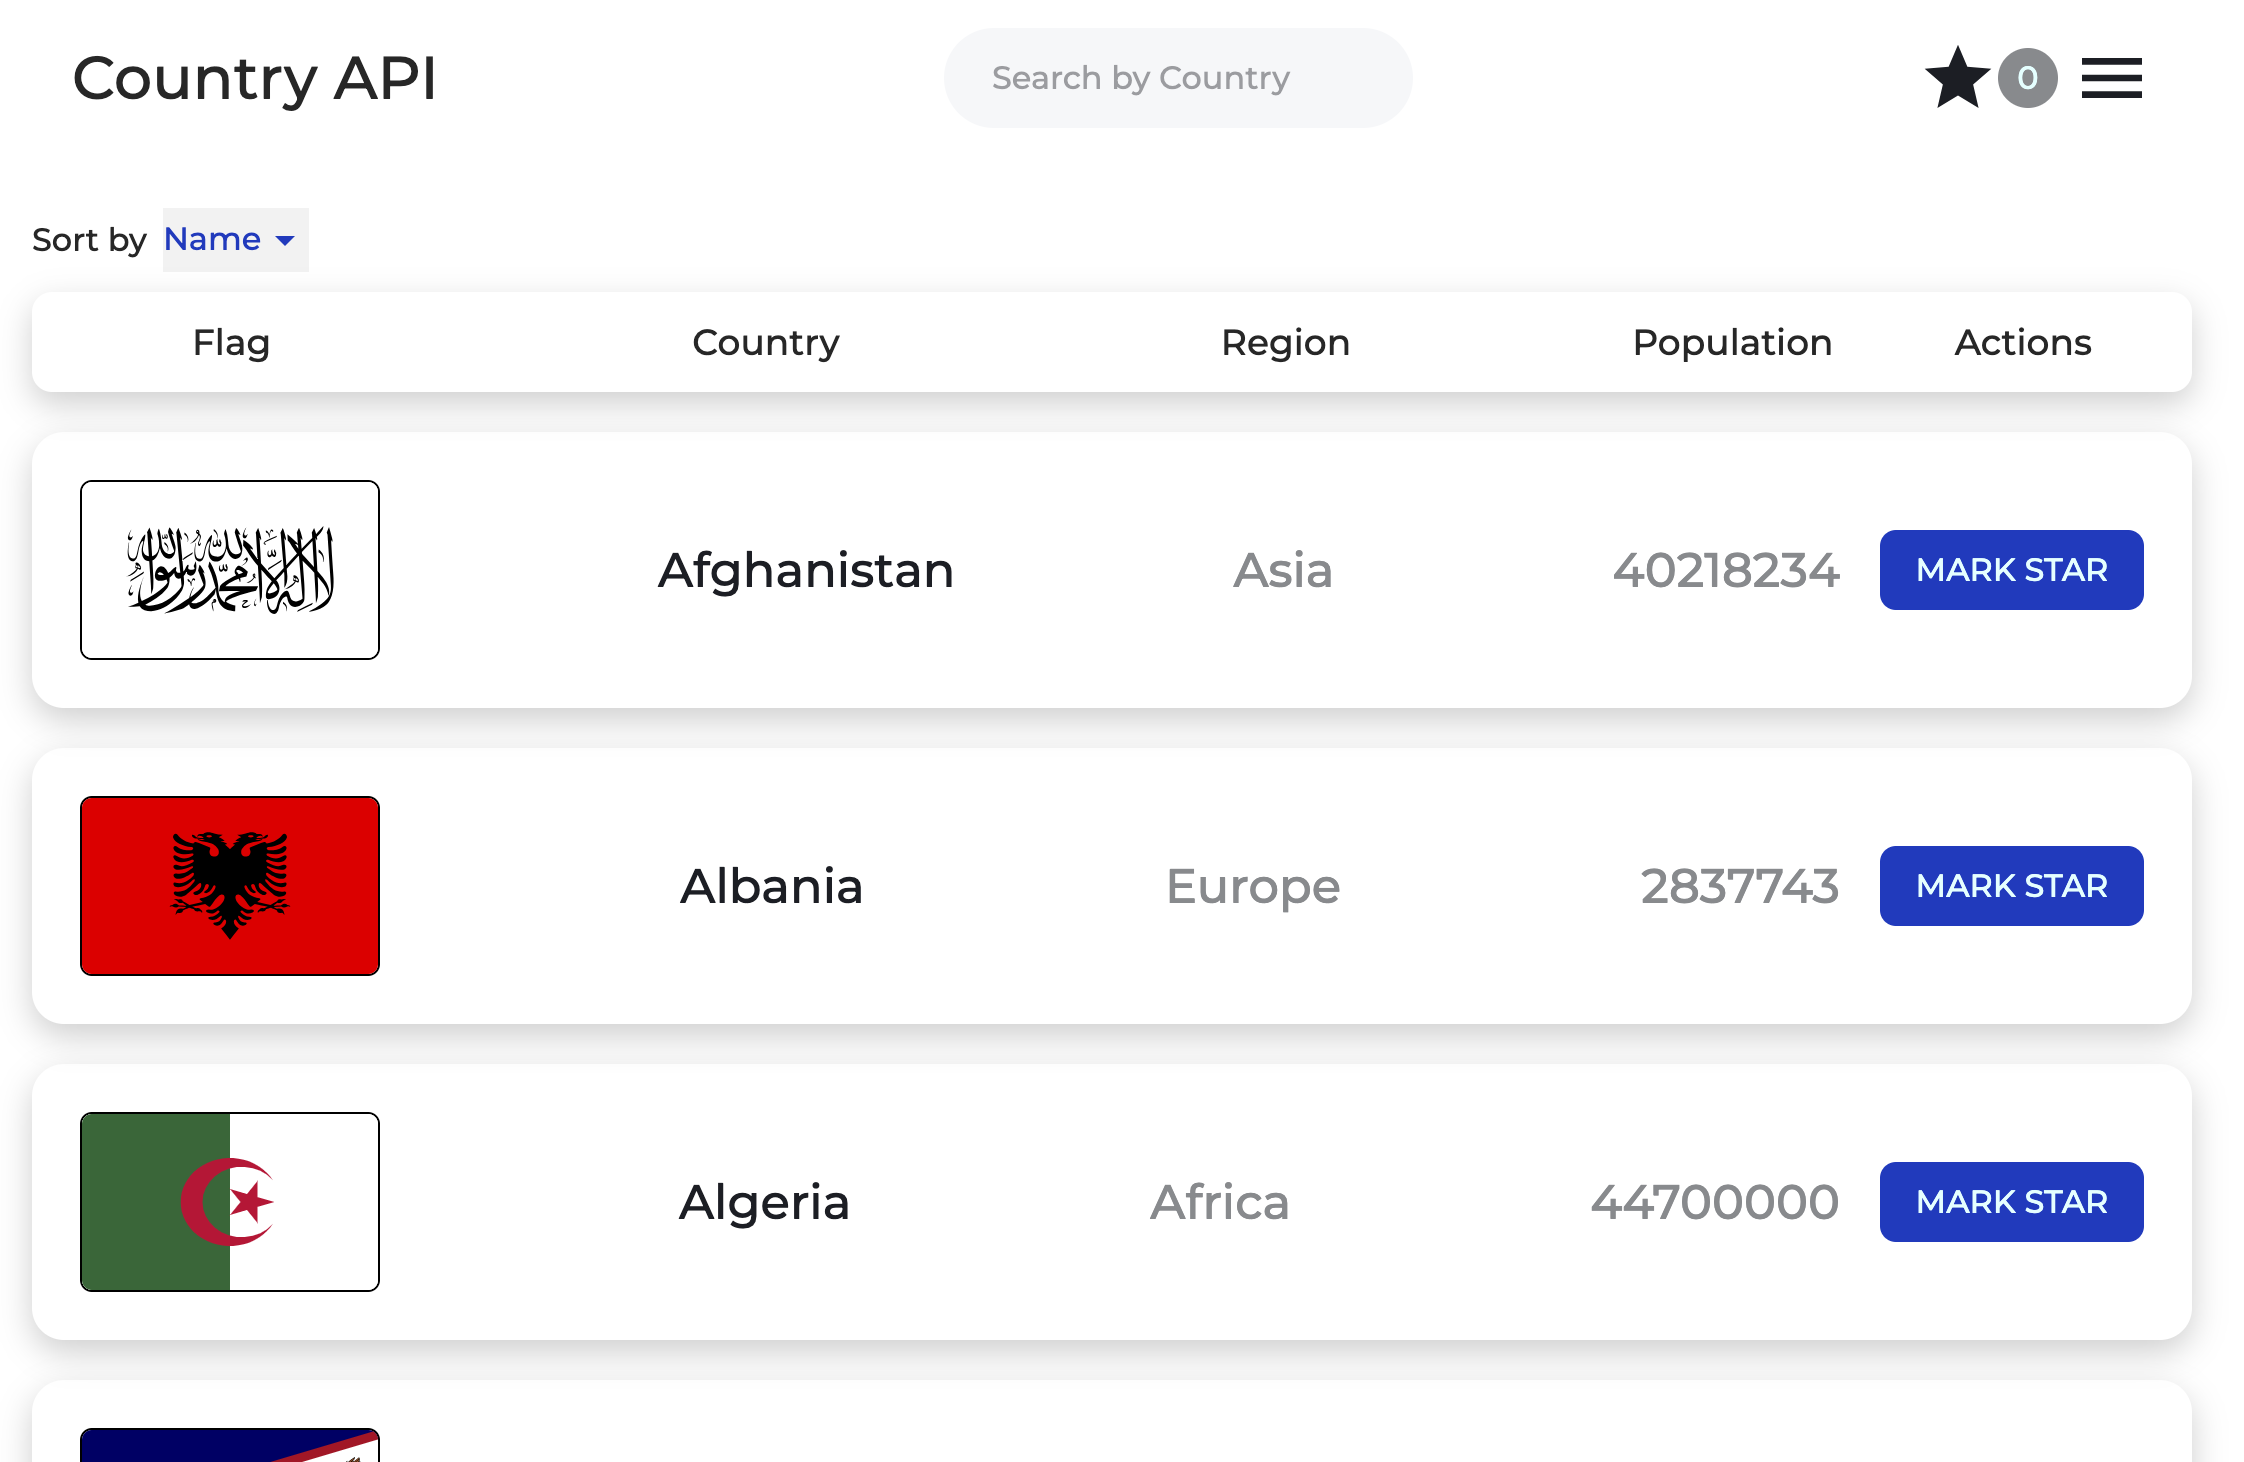 Country API
Search by Country
0
Sort by Name
Flag Country Region Population Actions
لا إله إلا الله محمد رسول الله
Afghanistan Asia 40218234 MARK STAR
Albania Europe 2837743 MARK STAR
Algeria Africa 44700000 MARK STAR